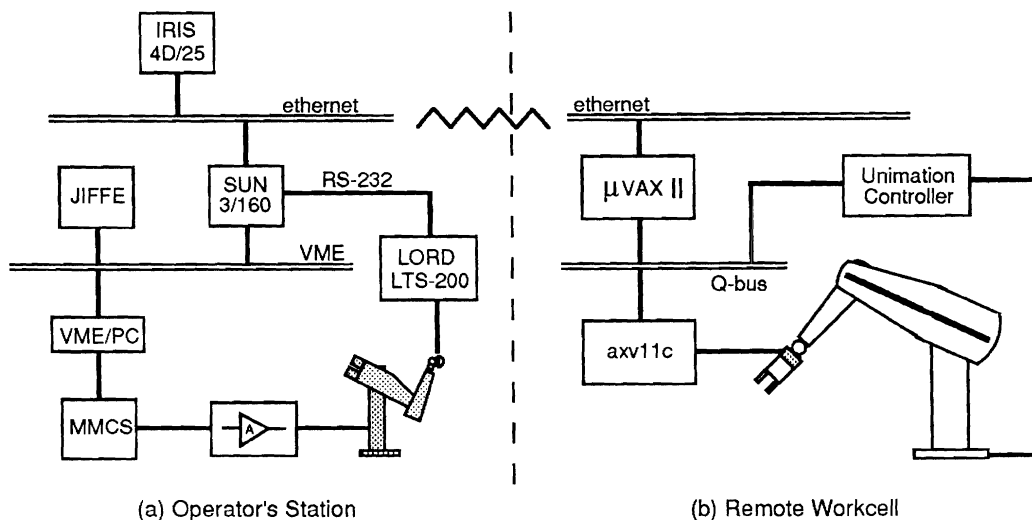 IRIS
4D/25
ethernet
JIFFE
SUN
3/160
RS-232
VME
LORD
LTS-200
VME/PC
MMCS
A
(a) Operator's Station
ethernet
μVAX II
Unimation
Controller
Q-bus
axv11c
(b) Remote Workcell